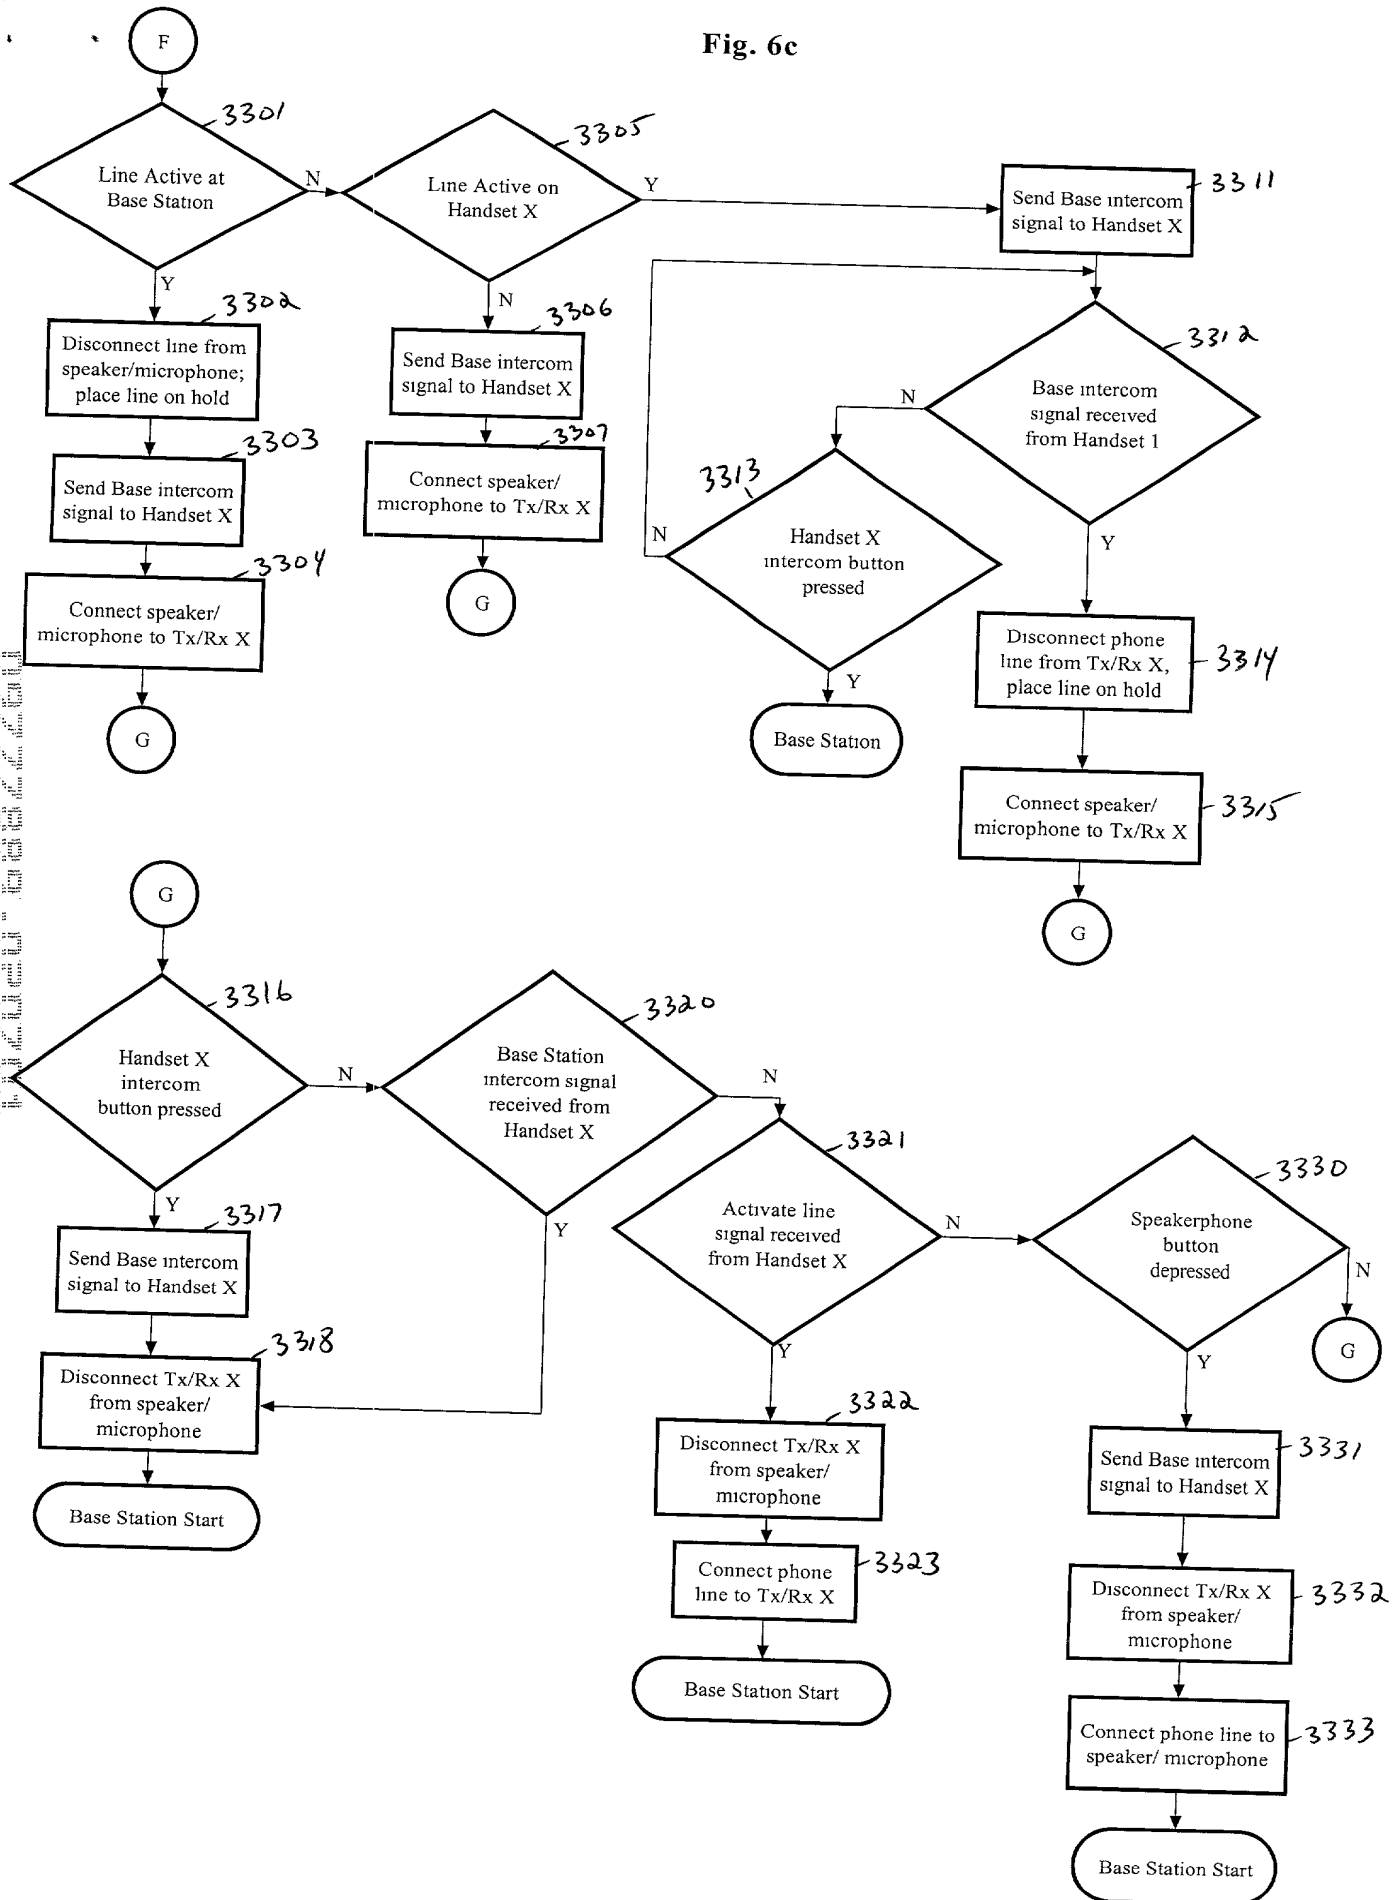 Fig. 6c
F
3301
Line Active at
Base Station
N
Y
3305
Line Active on
Handset X
Y
N
3311
Send Base intercom
signal to Handset X
3302
Disconnect line from
speaker/microphone;
place line on hold
3306
Send Base intercom
signal to Handset X
3312
Base intercom
signal received
from Handset 1
N
Y
3303
Send Base intercom
signal to Handset X
3307
Connect speaker/
microphone to Tx/Rx X
G
3313
Handset X
intercom button
pressed
N
Y
Base Station
3304
Connect speaker/
microphone to Tx/Rx X
G
3314
Disconnect phone
line from Tx/Rx X,
place line on hold
3315
Connect speaker/
microphone to Tx/Rx X
G
G
3316
Handset X
intercom
button pressed
N
Y
3320
Base Station
intercom signal
received from
Handset X
N
Y
3321
Activate line
signal received
from Handset X
N
Y
3330
Speakerphone
button
depressed
N
G
Y
3317
Send Base intercom
signal to Handset X
3318
Disconnect Tx/Rx X
from speaker/
microphone
Base Station Start
3322
Disconnect Tx/Rx X
from speaker/
microphone
3323
Connect phone
line to Tx/Rx X
Base Station Start
3331
Send Base intercom
signal to Handset X
3332
Disconnect Tx/Rx X
from speaker/
microphone
3333
Connect phone line to
speaker/ microphone
Base Station Start